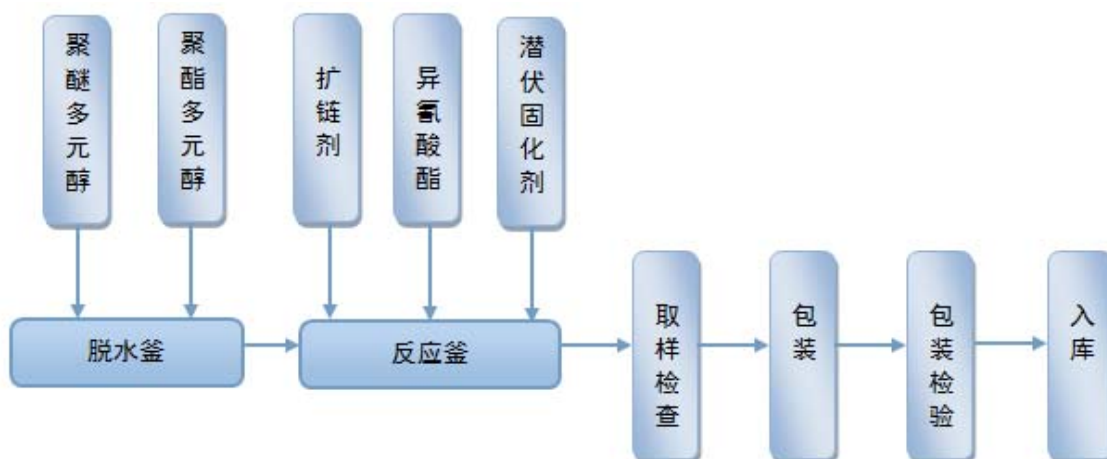 聚醚多元醇
聚酯多元醇
扩链剂
异氰酸酯
潜伏固化剂
脱水釜
反应釜
取样检查
包装
包装检验
入库